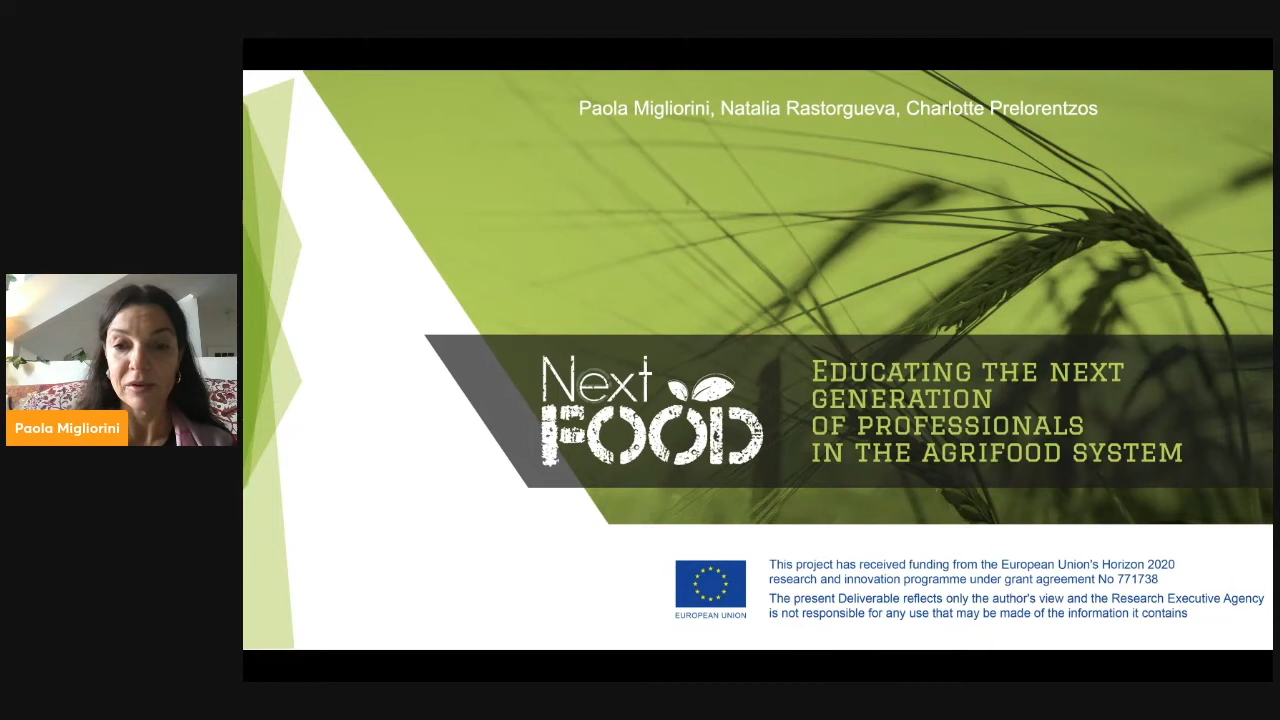 Paola Migliorini, Natalia Rastorgueva, Charlotte Prelorentzos
Next
FOOD
EDUCATING THE NEXT
GENERATION
OF PROFESSIONALS
IN THE AGRIFOOD SYSTEM
Paola Migliorini
EUROPEAN UNION
This project has received funding from the European Union's Horizon 2020
research and innovation programme under grant agreement No 771738
The present Deliverable reflects only the author's view and the Research Executive Agency
is not responsible for any use that may be made of the information it contains